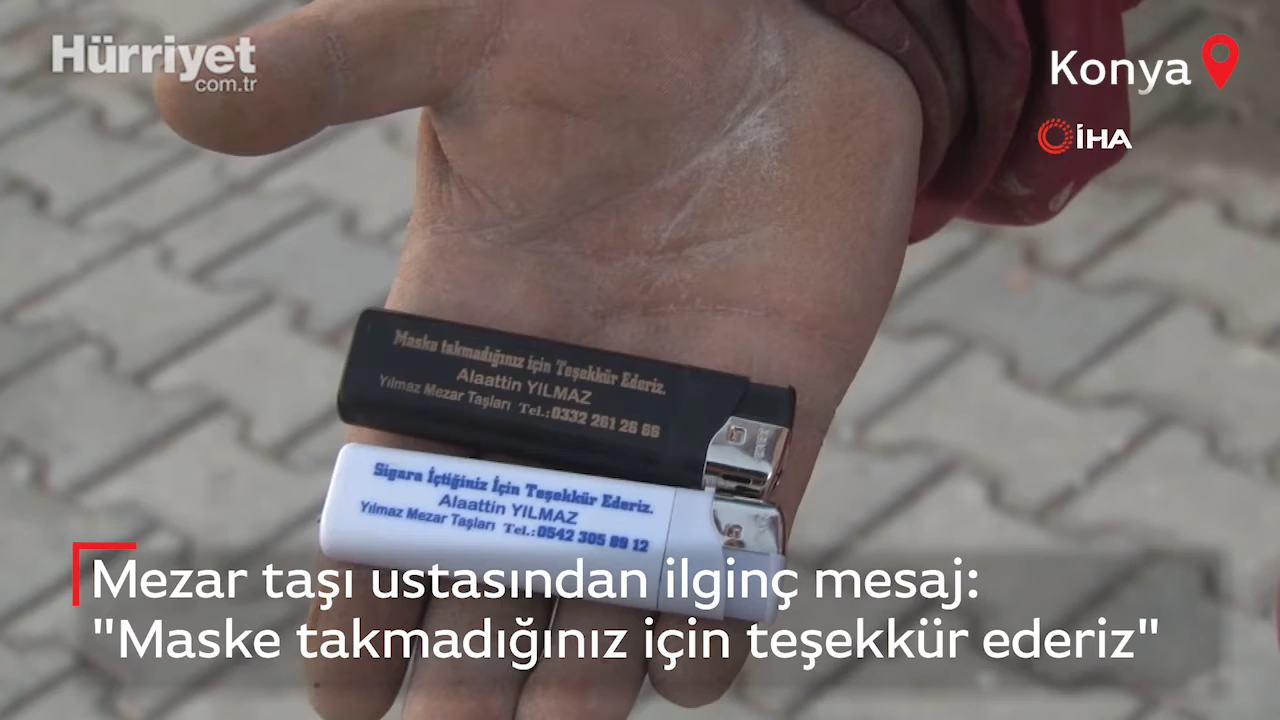 Hürriyet
com.tr
Konya
İHA
Maske takmadığınız için Teşekkür Ederiz.
Alaattin YILMAZ
Yılmaz Mezar Taşları Tel.:0332 261 26 66
Sigara İçtiğiniz İçin Teşekkür Ederiz.
Alaattin YILMAZ
Yılmaz Mezar Taşları Tel.:0542 305 89 12
Mezar taşı ustasından ilginç mesaj:
"Maske takmadığınız için teşekkür ederiz"